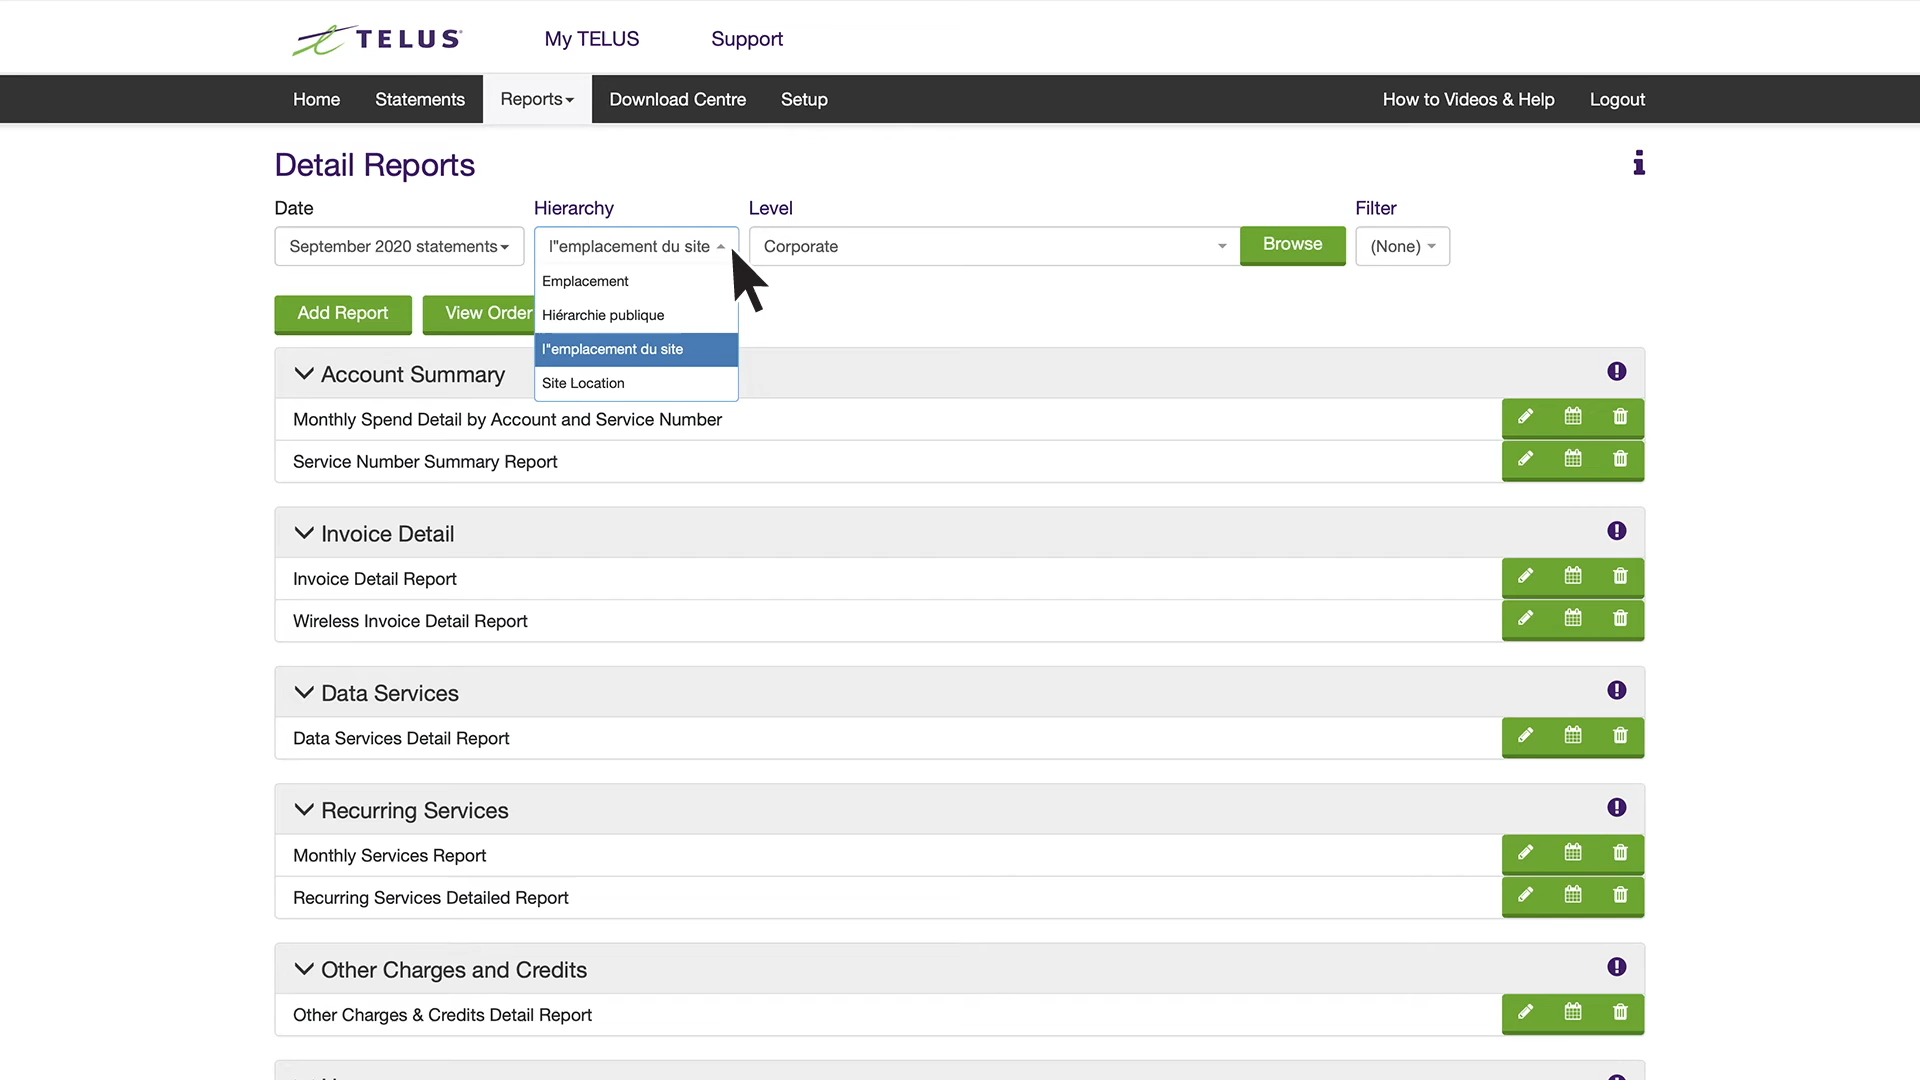 TELUS
My TELUS Support
Home Statements Reports Download Centre Setup How to Videos & Help Logout
Detail Reports
Date Hierarchy Level Filter
September 2020 statements l"emplacement du site Corporate Browse (None)
Emplacement
Hiérarchie publique
l"emplacement du site
Site Location
Add Report View Order
Account Summary
Monthly Spend Detail by Account and Service Number
Service Number Summary Report
Invoice Detail
Invoice Detail Report
Wireless Invoice Detail Report
Data Services
Data Services Detail Report
Recurring Services
Monthly Services Report
Recurring Services Detailed Report
Other Charges and Credits
Other Charges & Credits Detail Report